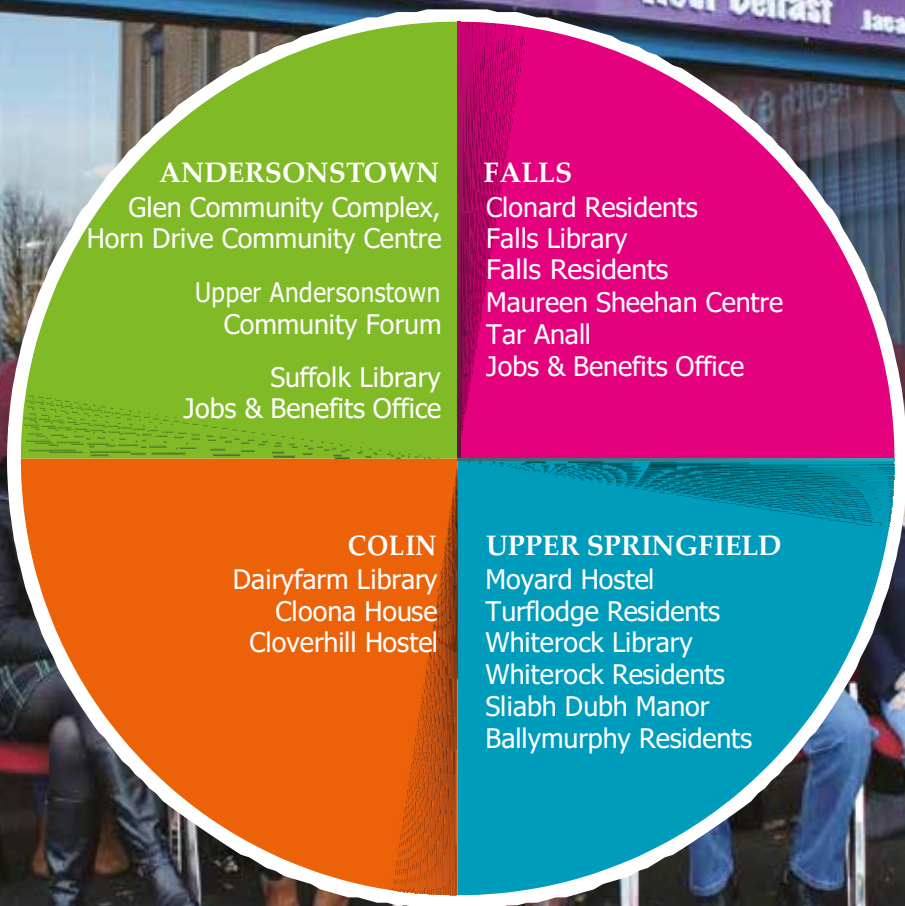 Belfast
ANDERSONSTOWN
Glen Community Complex,
Horn Drive Community Centre
Upper Andersonstown
Community Forum
Suffolk Library
Jobs & Benefits Office
FALLS
Clonard Residents
Falls Library
Falls Residents
Maureen Sheehan Centre
Tar Anall
Jobs & Benefits Office
COLIN
Dairyfarm Library
Cloona House
Cloverhill Hostel
UPPER SPRINGFIELD
Moyard Hostel
Turflodge Residents
Whiterock Library
Whiterock Residents
Sliabh Dubh Manor
Ballymurphy Residents